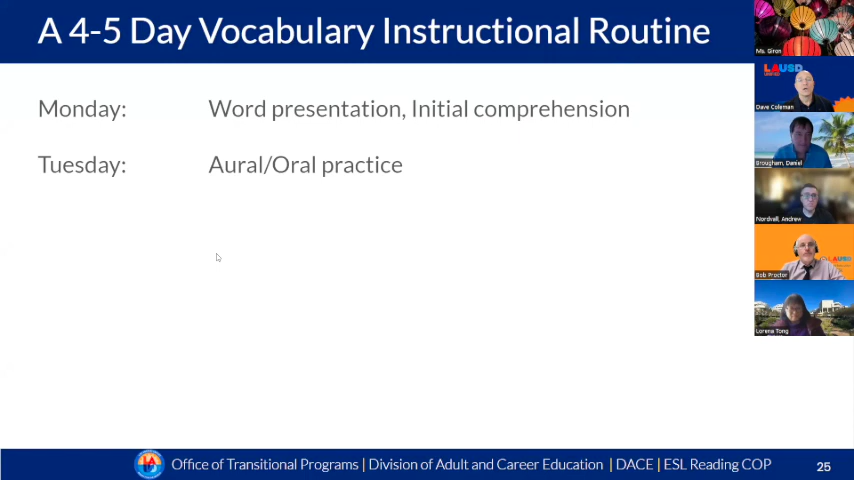 A 4-5 Day Vocabulary Instructional Routine
Monday: Word presentation, Initial comprehension
Tuesday: Aural/Oral practice
Ms. Giron
LAUSD
UNIFIED
Dave Coleman
Brougham, Daniel
Nordvall, Andrew
LAUSD
Bob Proctor
Lorena Tong
Office of Transitional Programs | Division of Adult and Career Education | DACE | ESL Reading COP
25